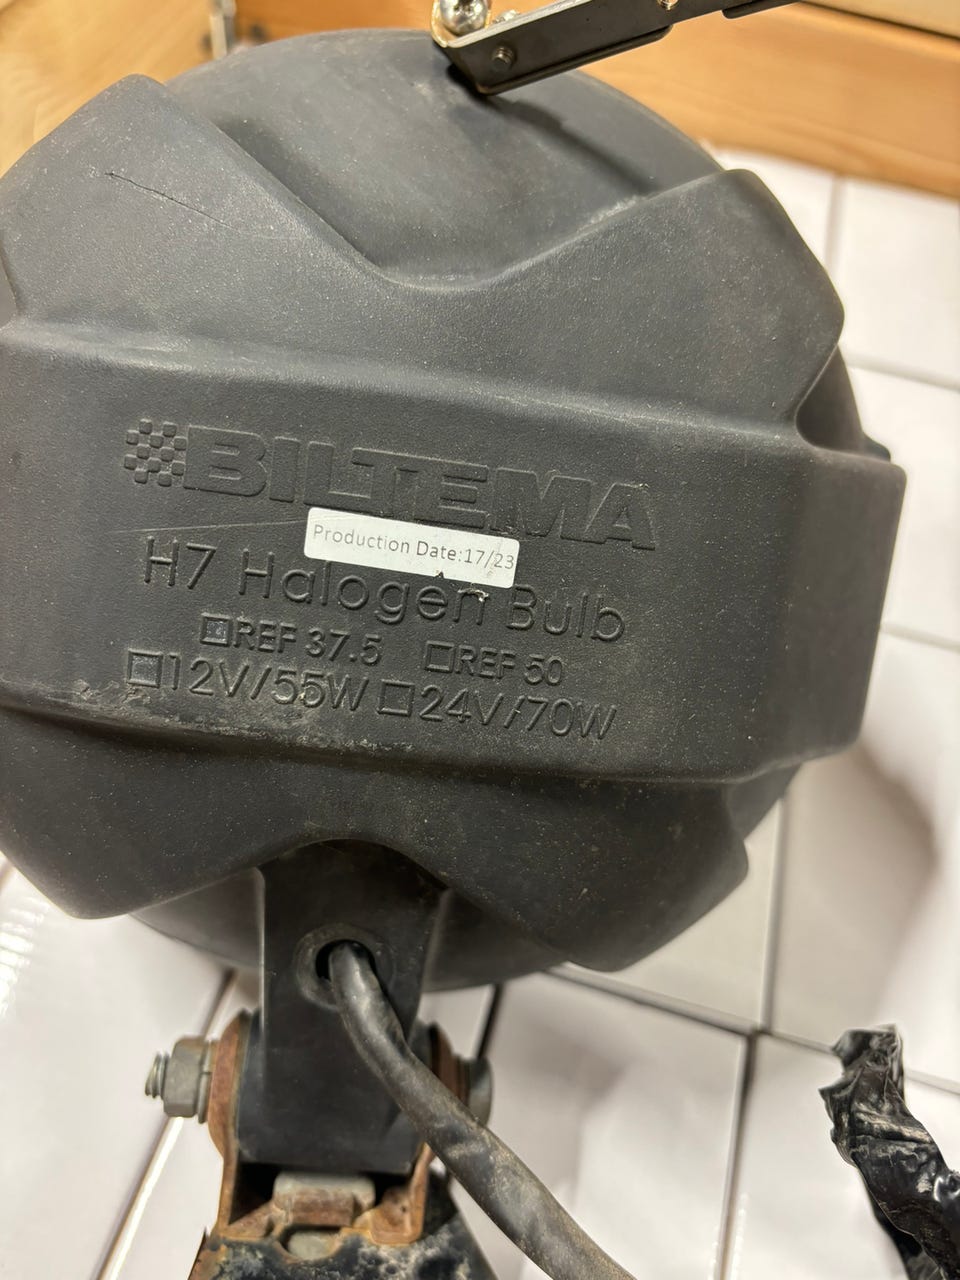 BILTEMA
Production Date:17/23
H7 Halogen Bulb
☐REF 37.5 ☐REF 50
☐12V/55W ☐24V/70W